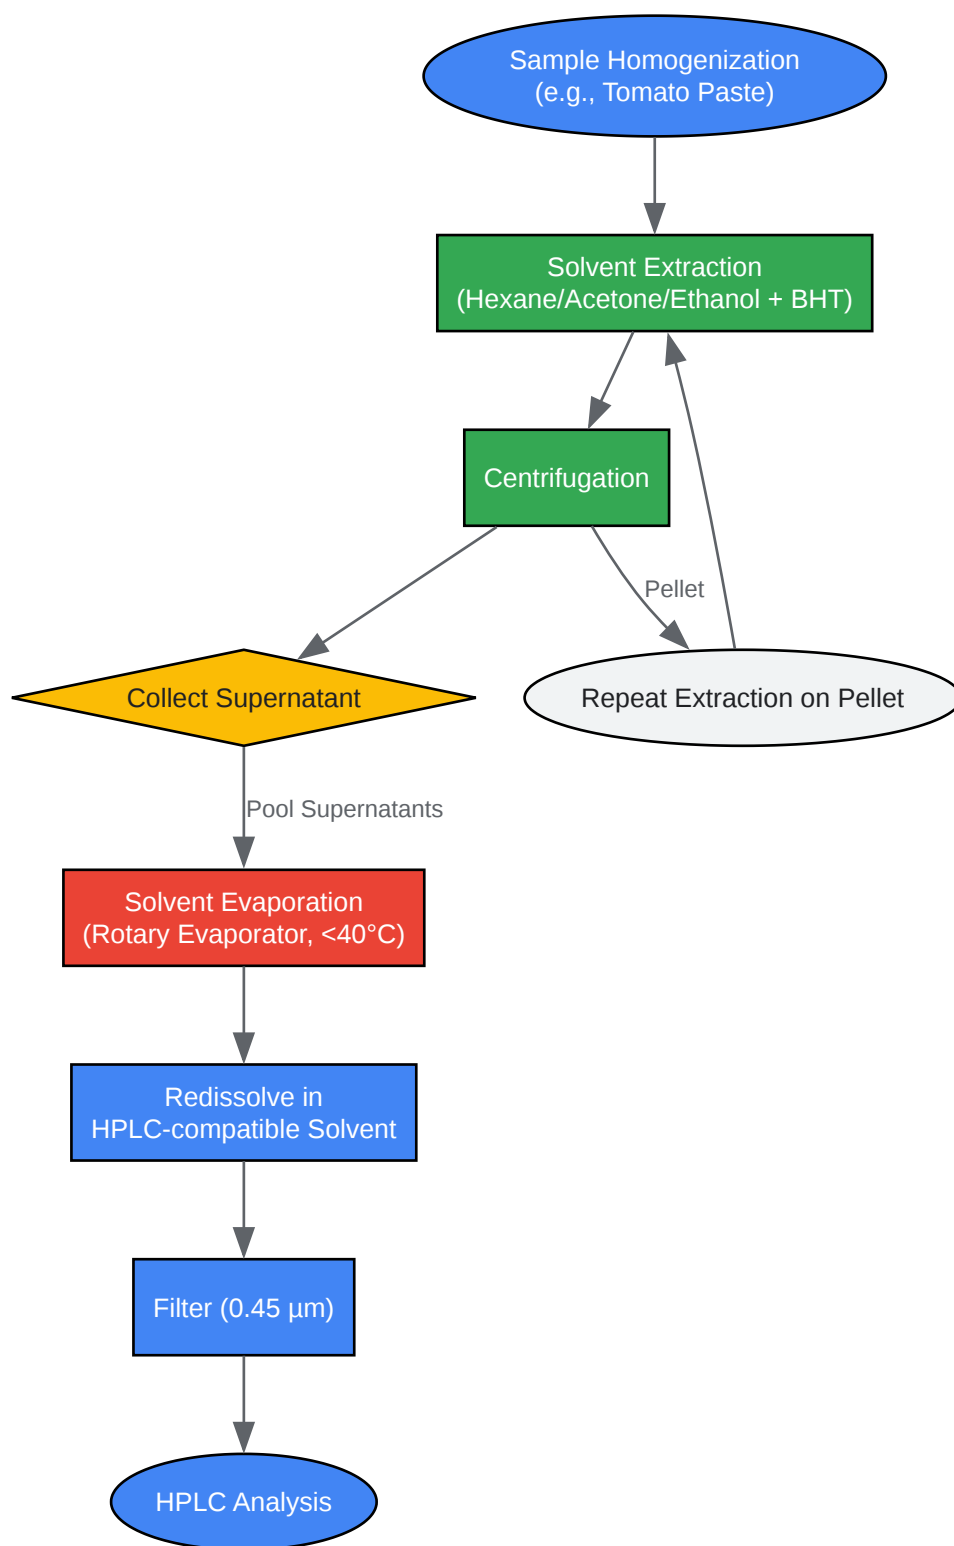 Sample Homogenization
(e.g., Tomato Paste)
Solvent Extraction
(Hexane/Acetone/Ethanol + BHT)
Centrifugation
Pellet
Collect Supernatant
Repeat Extraction on Pellet
Pool Supernatants
Solvent Evaporation
(Rotary Evaporator, <40°C)
Redissolve in
HPLC-compatible Solvent
Filter (0.45 µm)
HPLC Analysis